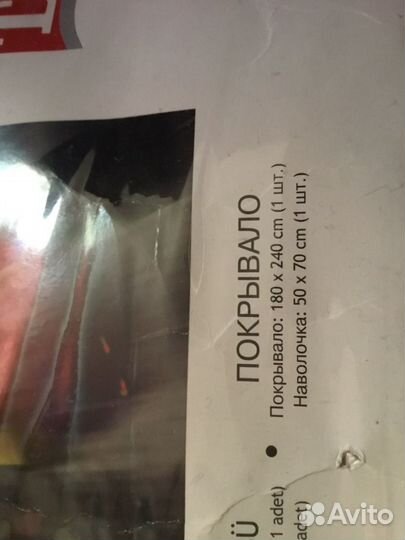 ПОКРЫВАЛО
Покрывало: 180 x 240 cm (1 шт.)
Наволочка: 50 x 70 cm (1 шт.)
Ü
1 adet)
adet)
Avito